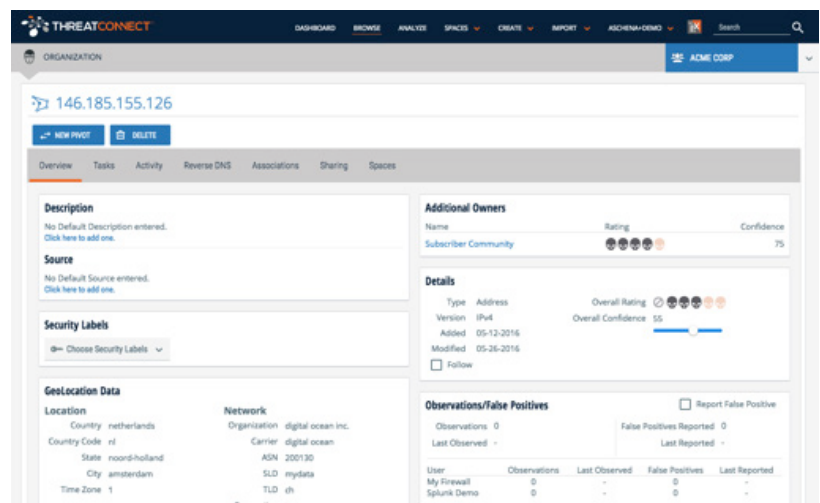 THREATCONNECT
DASHBOARD BROWSE ANALYZE SPACES CREATE IMPORT ASCHENA-DEMO Search
ORGANIZATION
ACME CORP
146.185.155.126
NEW PIVOT DELETE
Overview Tasks Activity Reverse DNS Associations Sharing Spaces
Description
No Default Description entered.
Click here to add one.
Source
No Default Source entered.
Click here to add one.
Security Labels
Choose Security Labels
GeoLocation Data
Location Network
Country netherlands Organization digital ocean inc.
Country Code nl Carrier digital ocean
State noord-holland ASN 200130
City amsterdam SLD mydata
Time Zone 1 TLD ch
Additional Owners
Name Rating Confidence
Subscriber Community 75
Details
Type Address Overall Rating
Version IPv4 Overall Confidence 55
Added 05-12-2016
Modified 05-26-2016
Follow
Observations/False Positives Report False Positive
Observations 0 False Positives Reported 0
Last Observed - Last Reported -
User Observations Last Observed False Positives Last Reported
My Firewall 0 - 0 -
Splunk Demo 0 - 0 -